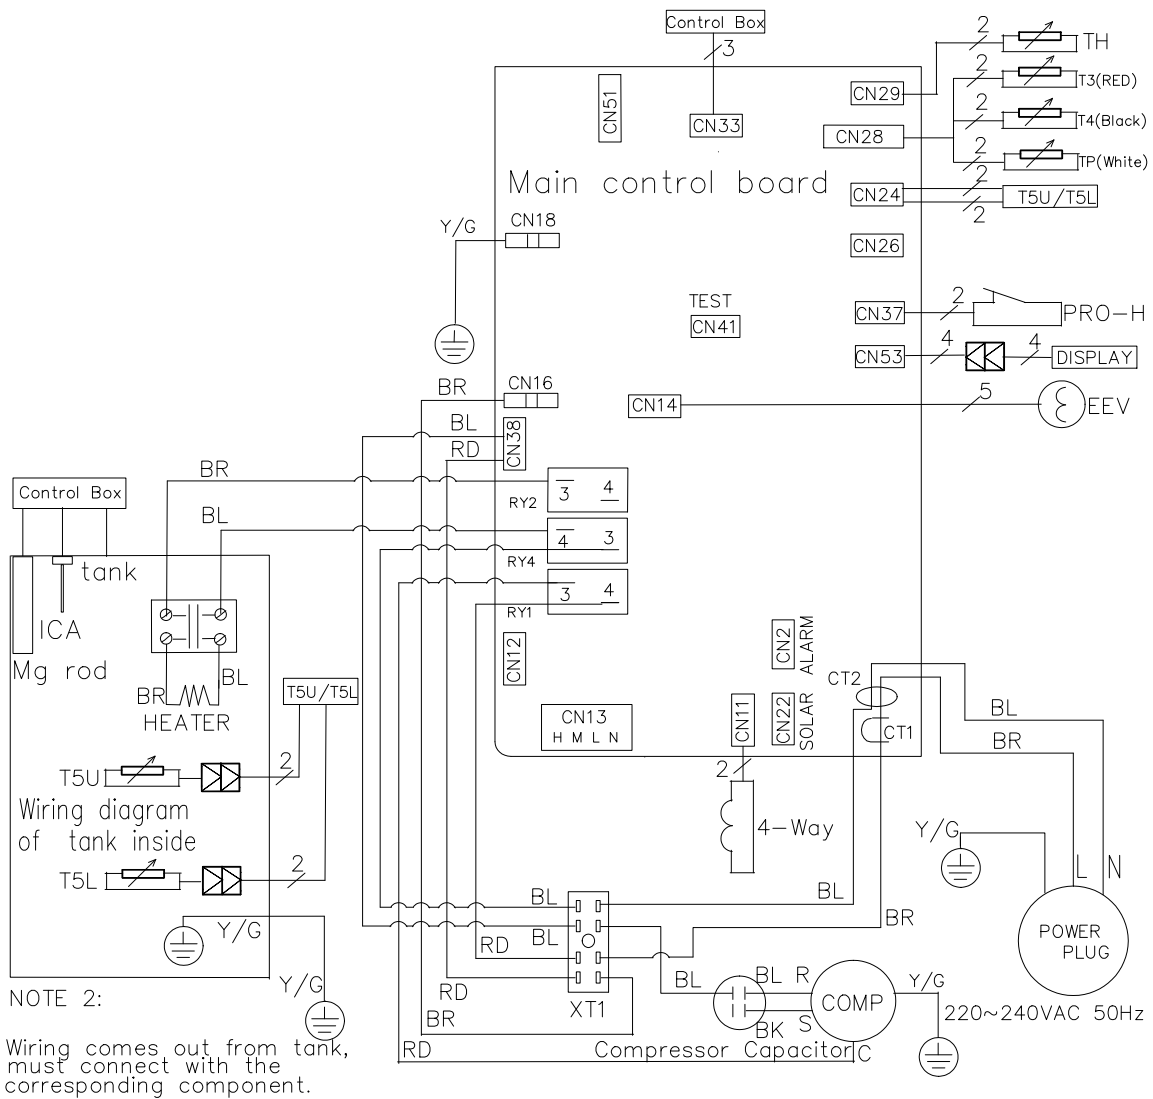 Control Box
3
CN51
CN33
Main control board
2
TH
CN29
2
T3(RED)
2
T4(Black)
CN28
2
TP(White)
2
CN24
T5U/T5L
2
CN26
Y/G
CN18
TEST
CN41
CN37
2
PRO-H
CN53
4
4
DISPLAY
BR
CN16
CN14
5
EEV
BL
CN38
RD
BR
3
4
RY2
BL
4
3
RY4
3
4
RY1
Control Box
tank
ICA
Mg rod
BR
BL
HEATER
T5U/T5L
CN12
CN13
H M L N
CN11
CN2
ALARM
CN22
SOLAR
CT2
CT1
BL
BR
2
4-Way
T5U
2
Wiring diagram
of tank inside
T5L
2
Y/G
Y/G
Y/G
L
N
POWER
PLUG
220~240VAC 50Hz
BL
BL
BL
BR
RD
RD
BR
XT1
BL
BL
R
BK
S
COMP
Y/G
RD
Compressor Capacitor
C
NOTE 2:
Wiring comes out from tank,
must connect with the
corresponding component.